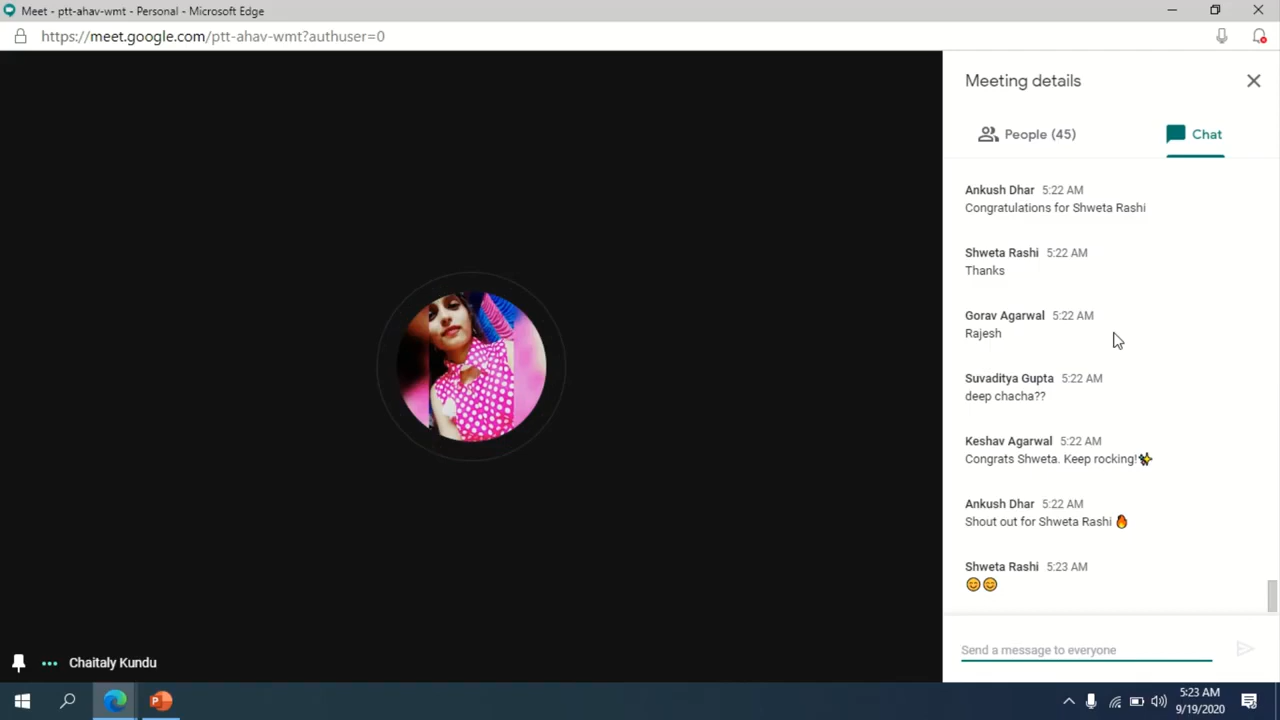 Meet - ptt-ahav-wmt - Personal - Microsoft Edge
https://meet.google.com/ptt-ahav-wmt?authuser=0
Meeting details
People (45)
Chat
Ankush Dhar 5:22 AM
Congratulations for Shweta Rashi
Shweta Rashi 5:22 AM
Thanks
Gorav Agarwal 5:22 AM
Rajesh
Suvaditya Gupta 5:22 AM
deep chacha??
Keshav Agarwal 5:22 AM
Congrats Shweta. Keep rocking!✨
Ankush Dhar 5:22 AM
Shout out for Shweta Rashi 🔥
Shweta Rashi 5:23 AM
😊😊
Send a message to everyone
Chaitaly Kundu
5:23 AM
9/19/2020